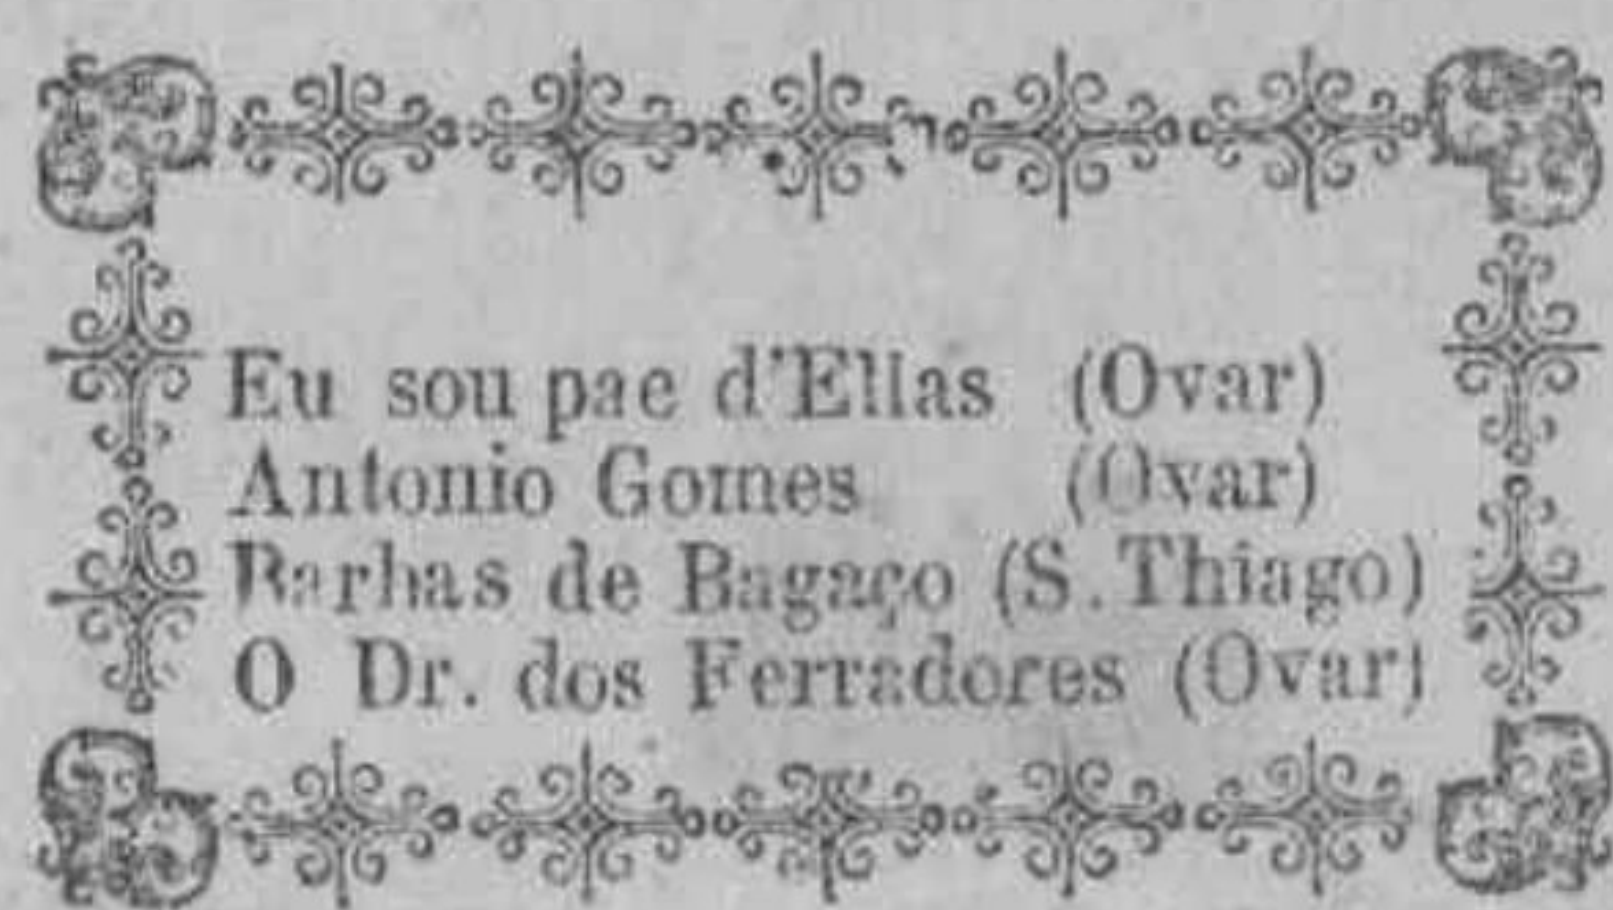 Eu sou pae d'Ellas (Ovar)
Antonio Gomes (Ovar)
Barbas de Bagaço (S. Thiago)
O Dr. dos Ferradores (Ovar)